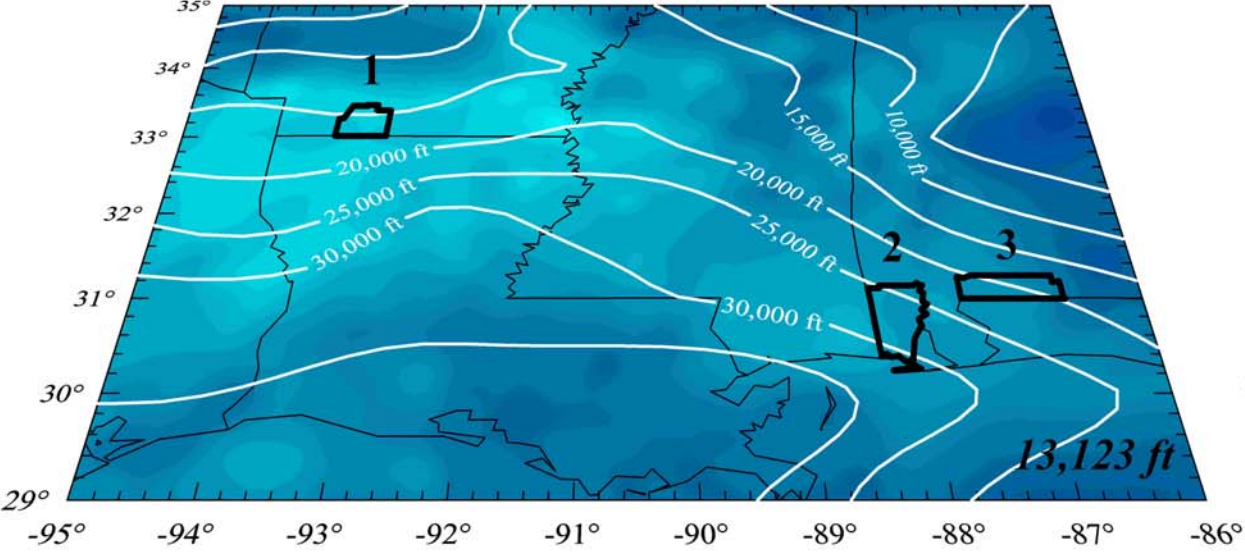 35°
34°
1
33°
15,000 ft
10,000 ft
20,000 ft
20,000 ft
32°
25,000 ft
25,000 ft
30,000 ft
2
3
31°
30,000 ft
30°
13,123 ft
29°
-95° -94° -93° -92° -91° -90° -89° -88° -87° -86°